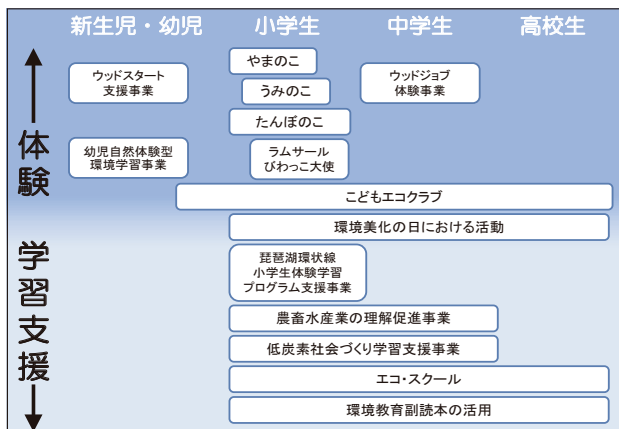 新生児・幼児 小学生 中学生 高校生
体験
学習支援
やまのこ
ウッドスタート
支援事業
うみのこ
ウッドジョブ
体験事業
たんぼのこ
幼児自然体験型
環境学習事業
ラムサール
びわっこ大使
こどもエコクラブ
環境美化の日における活動
琵琶湖環状線
小学生体験学習
プログラム支援事業
農畜水産業の理解促進事業
低炭素社会づくり学習支援事業
エコ・スクール
環境教育副読本の活用